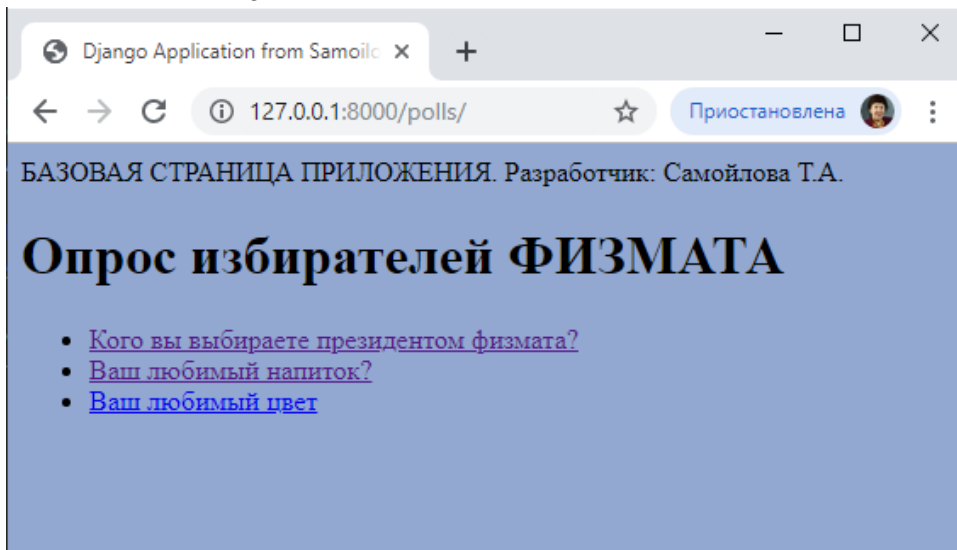 Django Application from Samoilo
127.0.0.1:8000/polls/
Приостановлена
БАЗОВАЯ СТРАНИЦА ПРИЛОЖЕНИЯ. Разработчик: Самойлова Т.А.
Опрос избирателей ФИЗМАТА
Кого вы выбираете президентом физмата?
Ваш любимый напиток?
Ваш любимый цвет